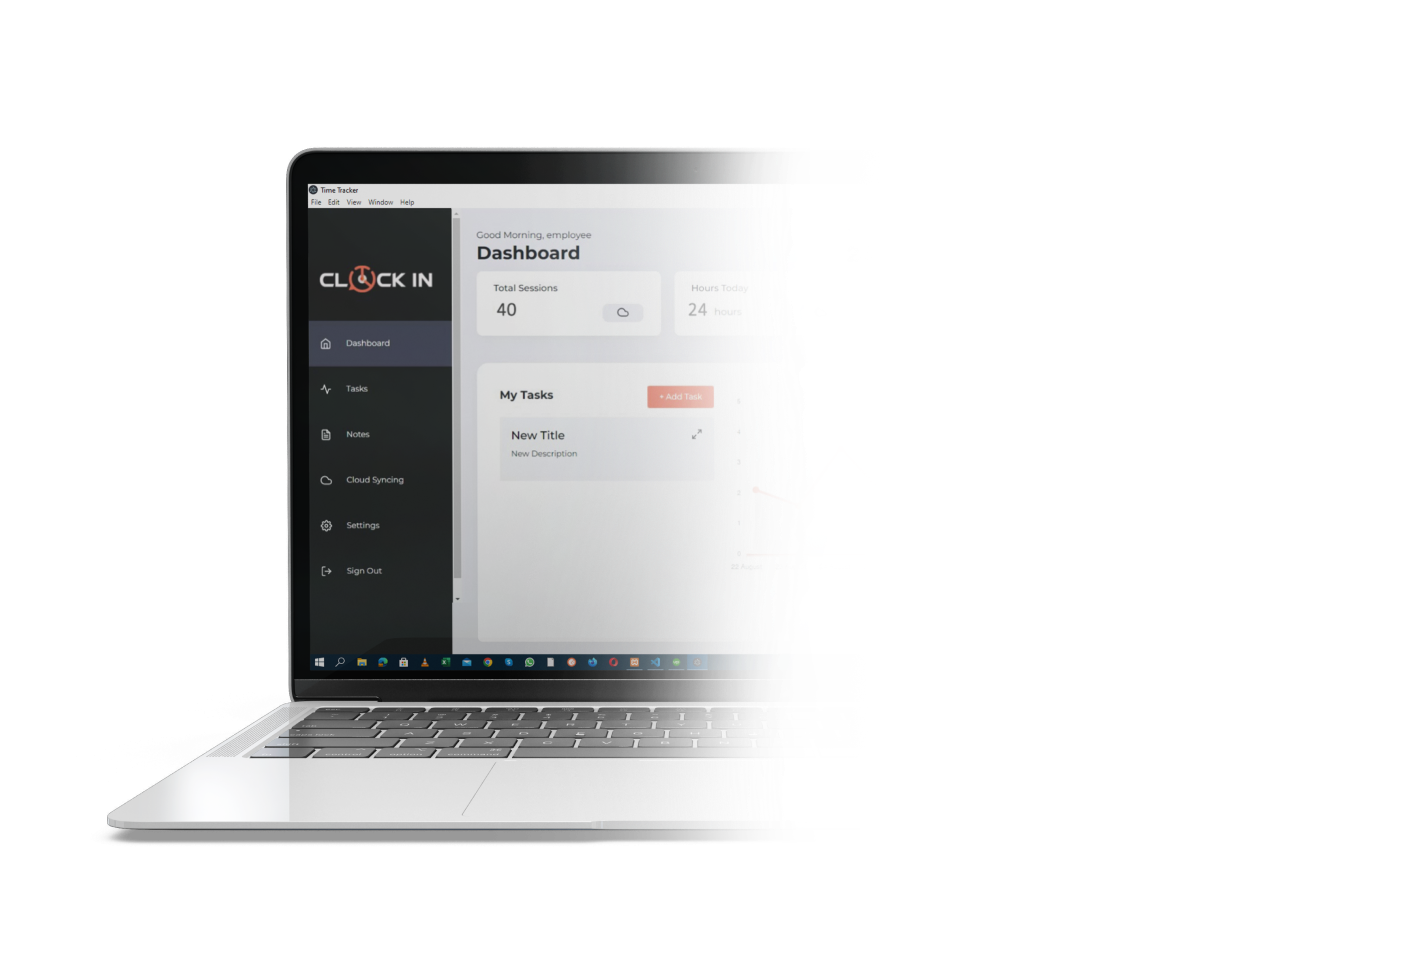 Time Tracker
File Edit View Window Help
CLOCK IN
Dashboard
Tasks
Notes
Cloud Syncing
Settings
Sign Out
Good Morning, employee
Dashboard
Total Sessions
40
Hours Today
24 hours
My Tasks
+ Add Task
New Title
New Description